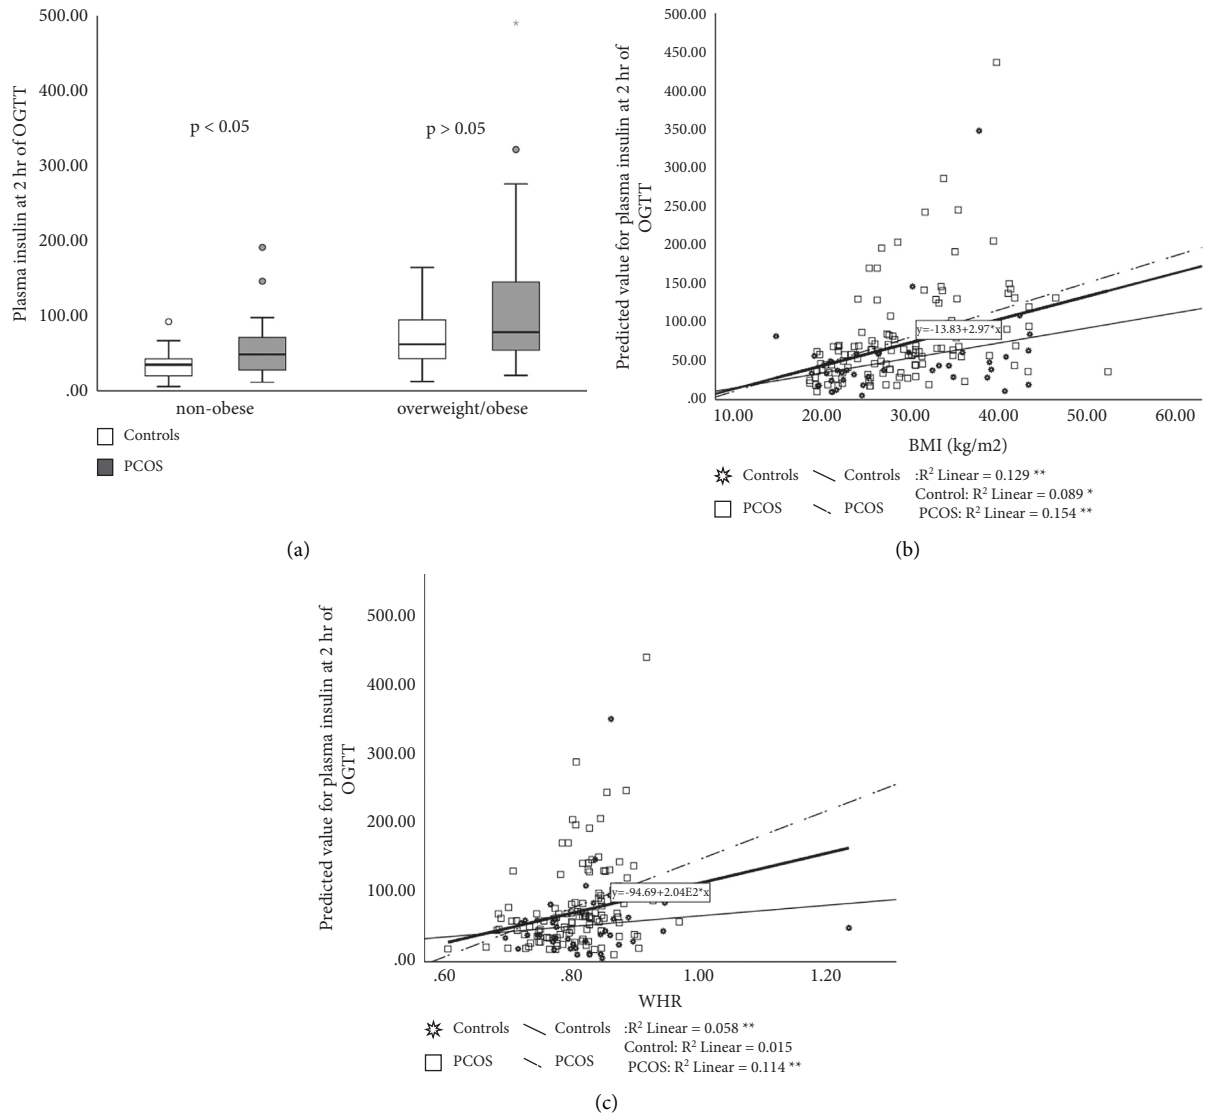 500.00
400.00
300.00
200.00
100.00
.00
Plasma insulin at 2 hr of OGTT
p < 0.05
p > 0.05
*
non-obese
overweight/obese
Controls
PCOS
(a)
500.00
450.00
400.00
350.00
300.00
250.00
200.00
150.00
100.00
50.00
.00
Predicted value for plasma insulin at 2 hr of
OGTT
y=-13.83+2.97*x
10.00
20.00
30.00
40.00
50.00
60.00
BMI (kg/m2)
Controls
Controls
:R² Linear = 0.129 **
Control: R² Linear = 0.089 *
PCOS
PCOS
PCOS: R² Linear = 0.154 **
(b)
500.00
400.00
300.00
200.00
100.00
.00
Predicted value for plasma insulin at 2 hr of
OGTT
y=-94.69+2.04E2*x
.60
.80
1.00
1.20
WHR
Controls
Controls
:R² Linear = 0.058 **
Control: R² Linear = 0.015
PCOS
PCOS
PCOS: R² Linear = 0.114 **
(c)